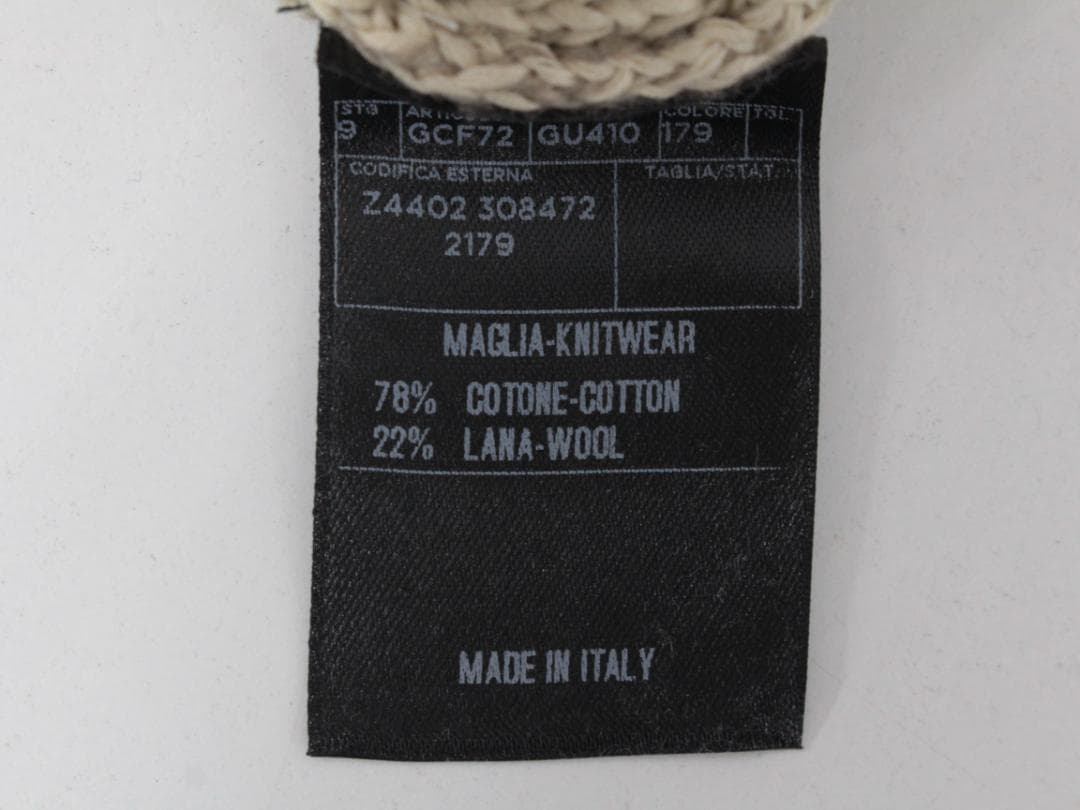 STG COLORE TGL
9 GCF72 GU410 179
CODIFICA ESTERNA TAGLIA/STAT.
Z4402 308472
2179
MAGLIA-KNITWEAR
78% COTONE-COTTON
22% LANA-WOOL
MADE IN ITALY